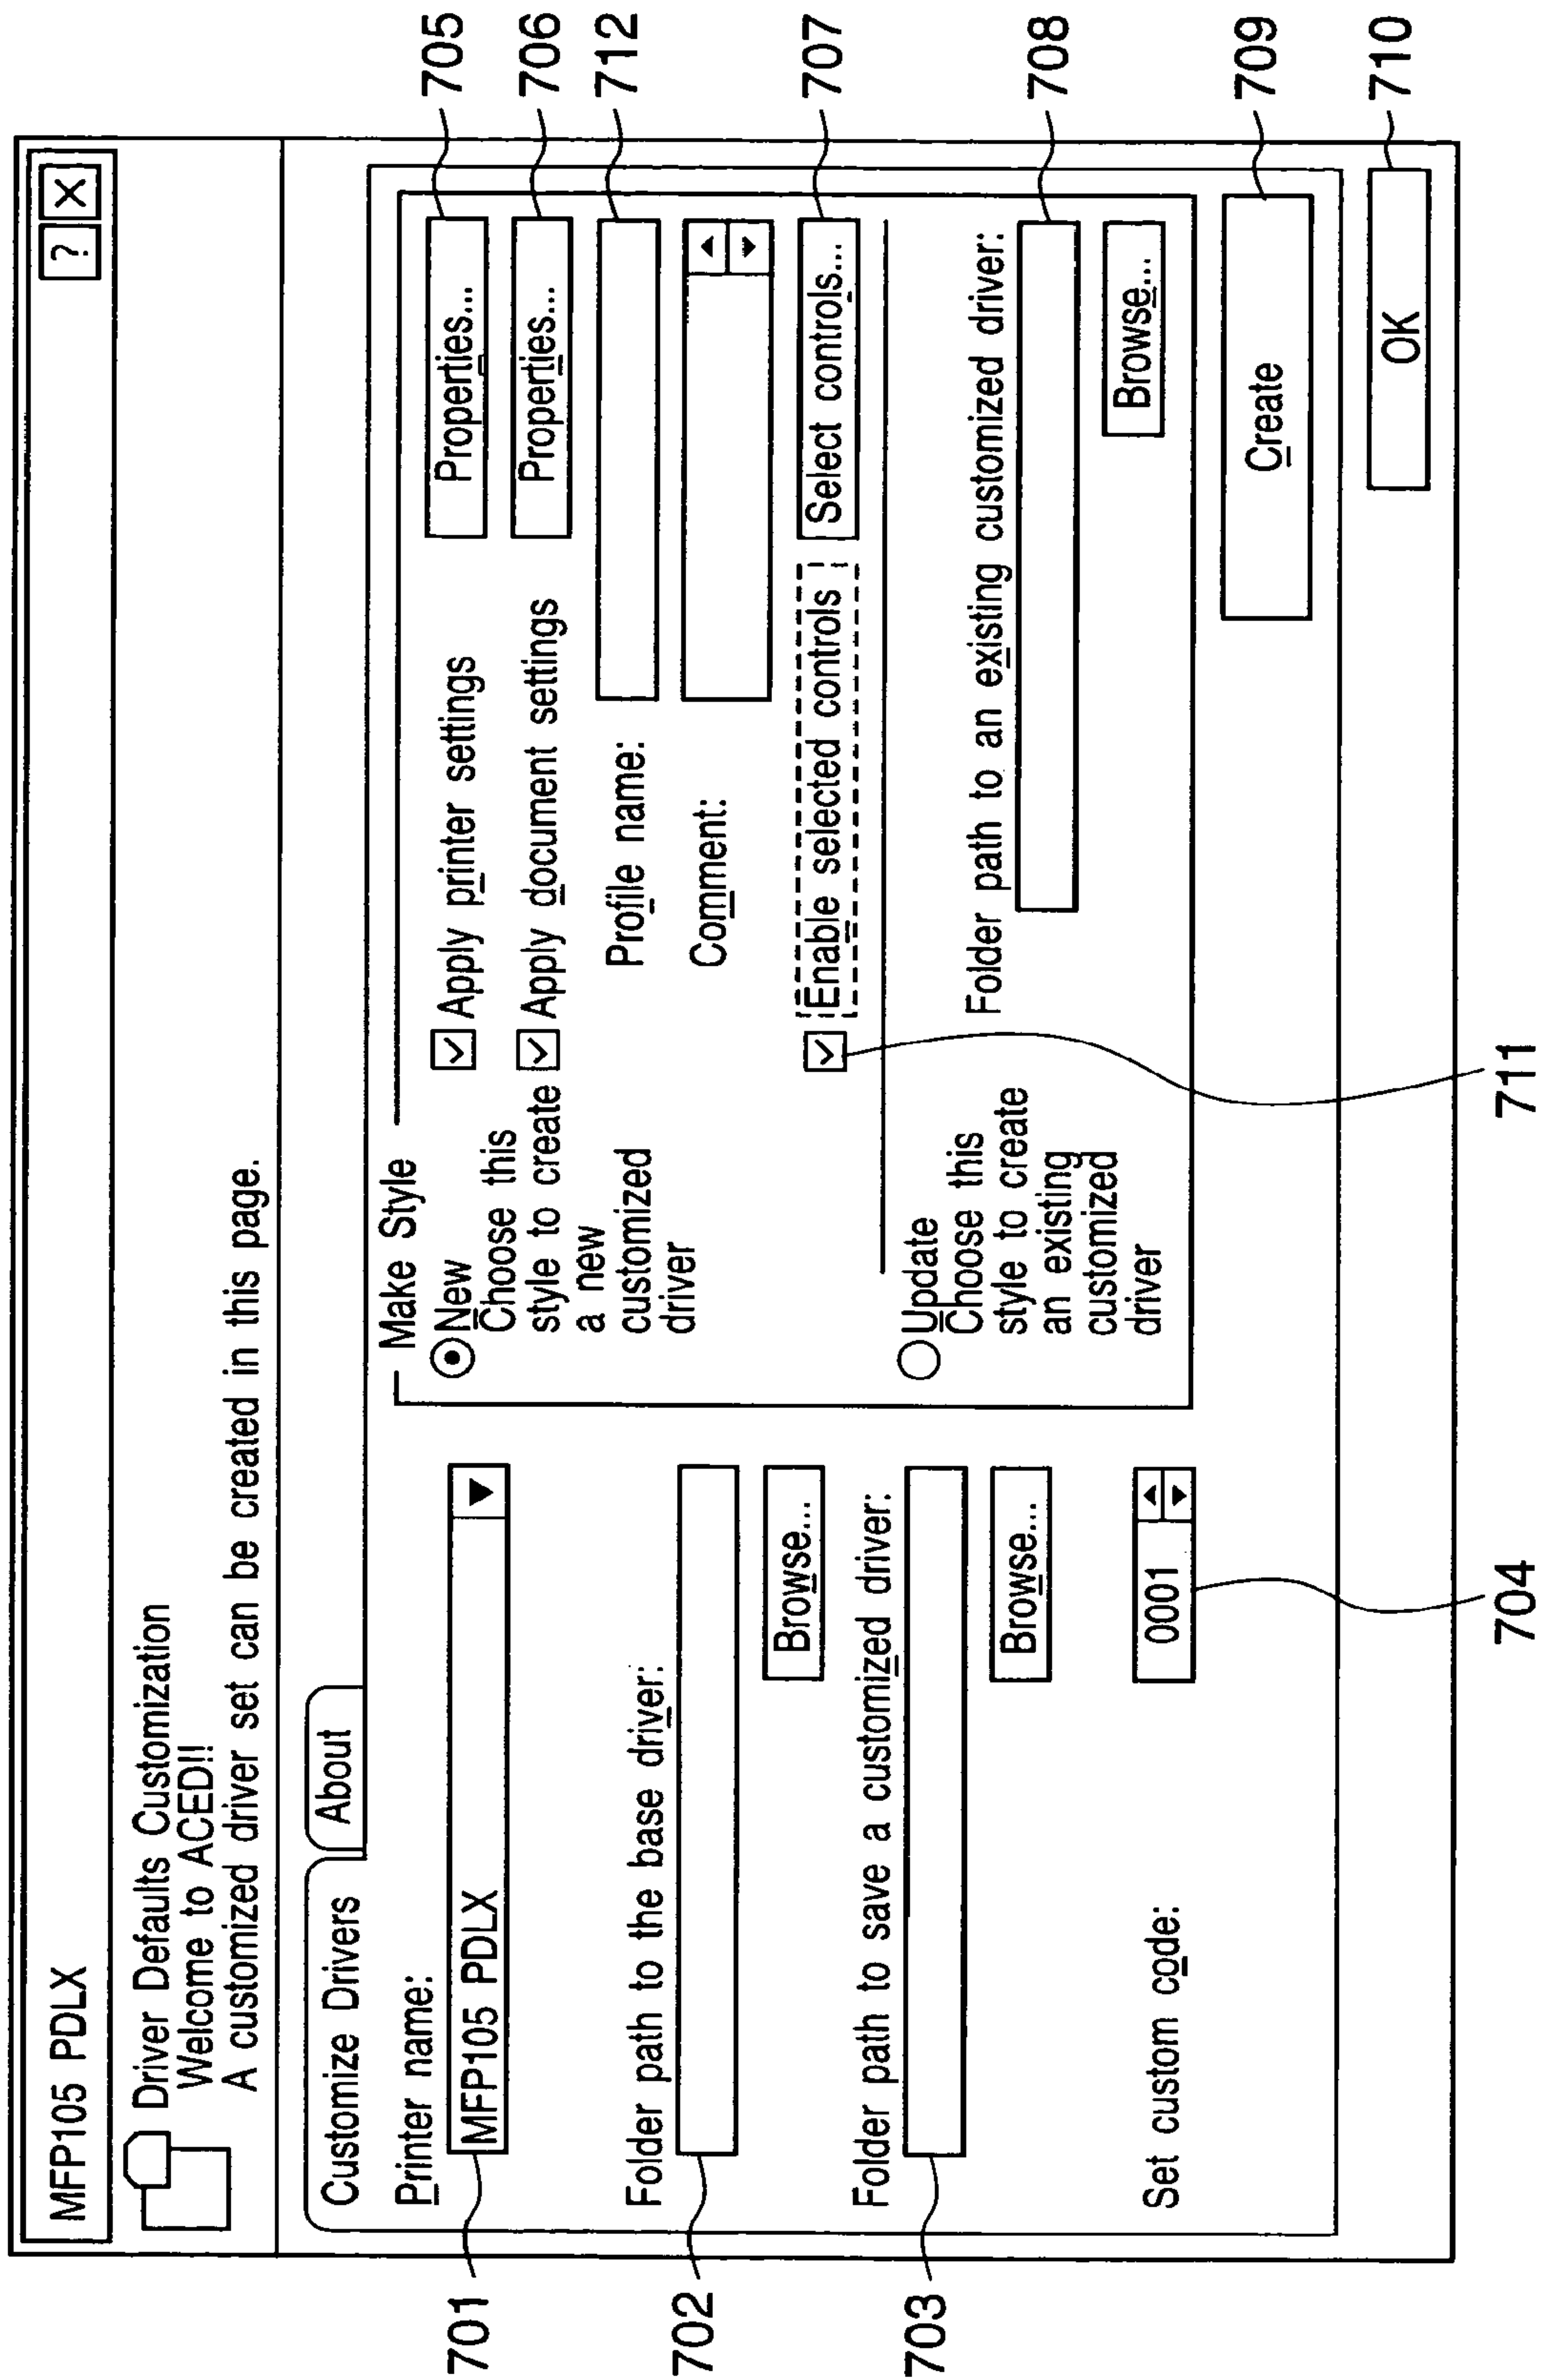 MFP105 PDLX
? X
Driver Defaults Customization
Welcome to ACED!!
A customized driver set can be created in this page.
Customize Drivers
About
Printer name:
MFP105 PDLX
Folder path to the base driver:
Browse...
Folder path to save a customized driver:
Browse...
Set custom code:
0001
Make Style
New
Choose this
style to create
a new
customized
driver
Apply printer settings
Properties...
Apply document settings
Properties...
Profile name:
Comment:
Enable selected controls
Select controls...
Update
Choose this
style to create
an existing
customized
driver
Folder path to an existing customized driver:
Browse...
Create
OK
701
702
703
704
705
706
712
707
708
709
710
711